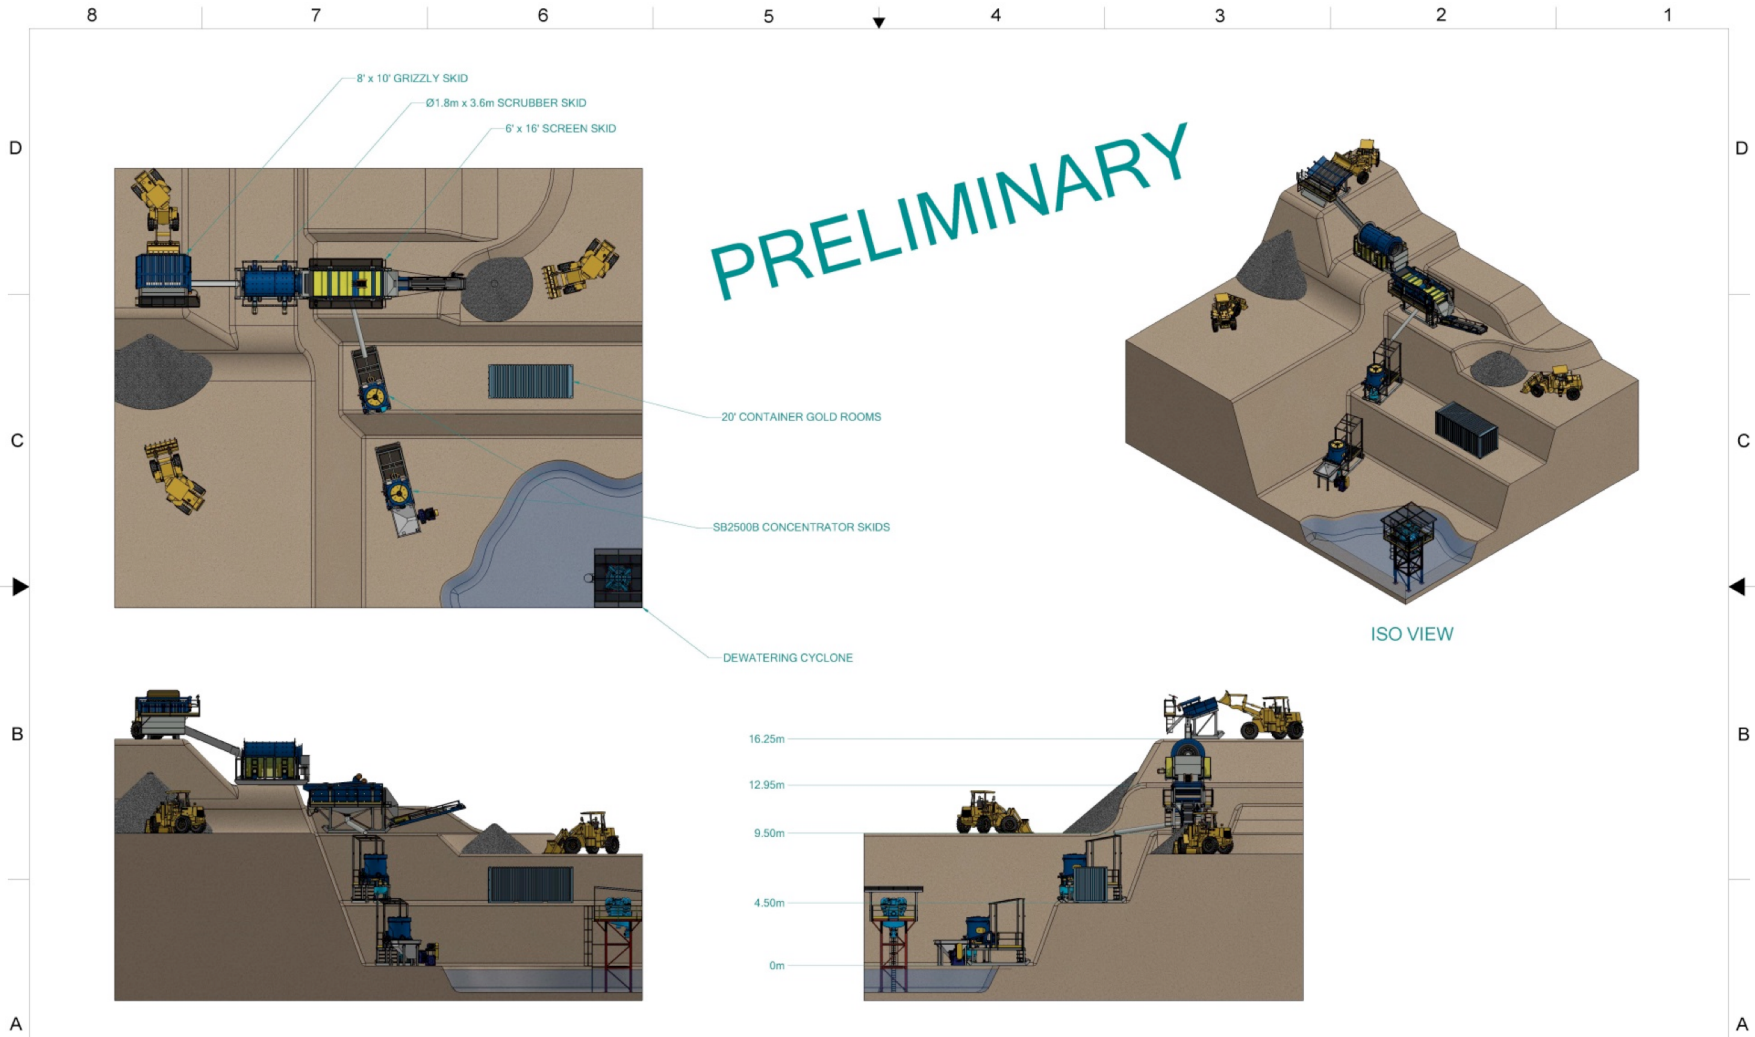 8 7 6 5 4 3 2 1
8' x 10' GRIZZLY SKID
Ø1.8m x 3.6m SCRUBBER SKID
6' x 16' SCREEN SKID
PRELIMINARY
D D
20' CONTAINER GOLD ROOMS
C C
SB2500B CONCENTRATOR SKIDS
ISO VIEW
DEWATERING CYCLONE
B B
16.25m
12.95m
9.50m
4.50m
0m
A A